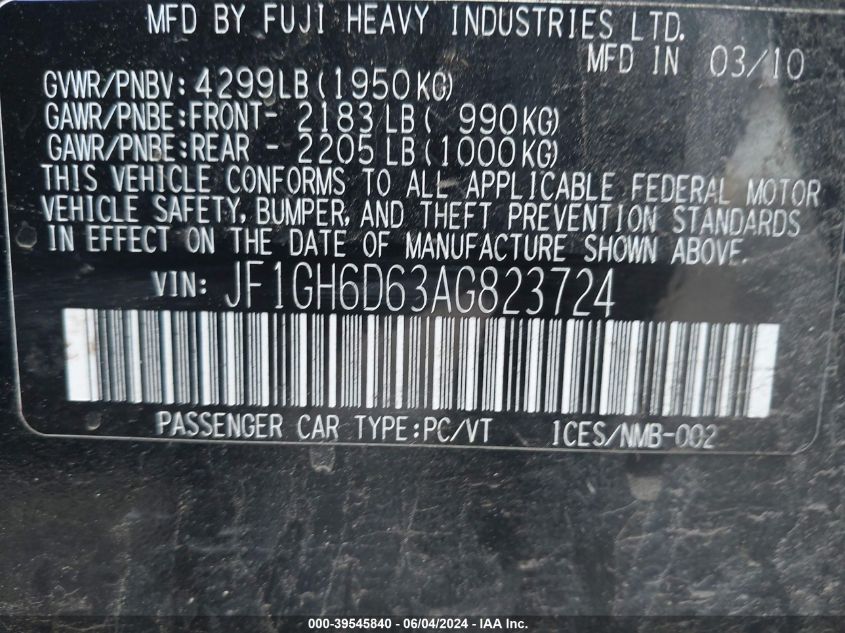 MFD BY FUJI HEAVY INDUSTRIES LTD.
MFD IN 03/10
GVWR/PNBV: 4299LB(1950KG)
GAWR/PNBE:FRONT- 2183LB( 990KG)
GAWR/PNBE:REAR - 2205LB(1000KG)
THIS VEHICLE CONFORMS TO ALL APPLICABLE FEDERAL MOTOR
VEHICLE SAFETY, BUMPER, AND THEFT PREVENTION STANDARDS
IN EFFECT ON THE DATE OF MANUFACTURE SHOWN ABOVE.
VIN: JF1GH6D63AG823724
PASSENGER CAR TYPE:PC/VT ICES/NMB-002
000-39545840 - 06/04/2024 - IAA Inc.